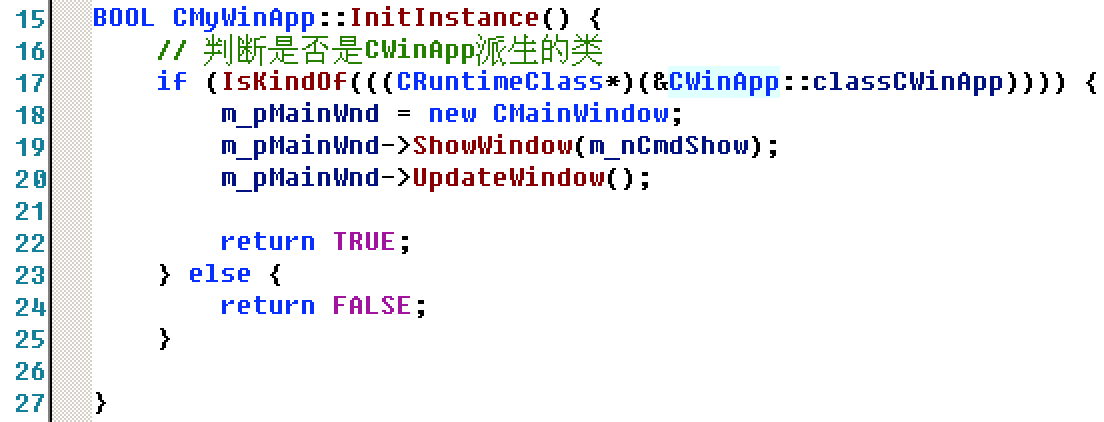 15 BOOL CMyWinApp::InitInstance() {
16     // 判断是否是CWinApp派生的类
17     if (IsKindOf(((CRuntimeClass*)(&CWinApp::classCWinApp)))) {
18         m_pMainWnd = new CMainWindow;
19         m_pMainWnd->ShowWindow(m_nCmdShow);
20         m_pMainWnd->UpdateWindow();
21
22         return TRUE;
23     } else {
24         return FALSE;
25     }
26
27 }